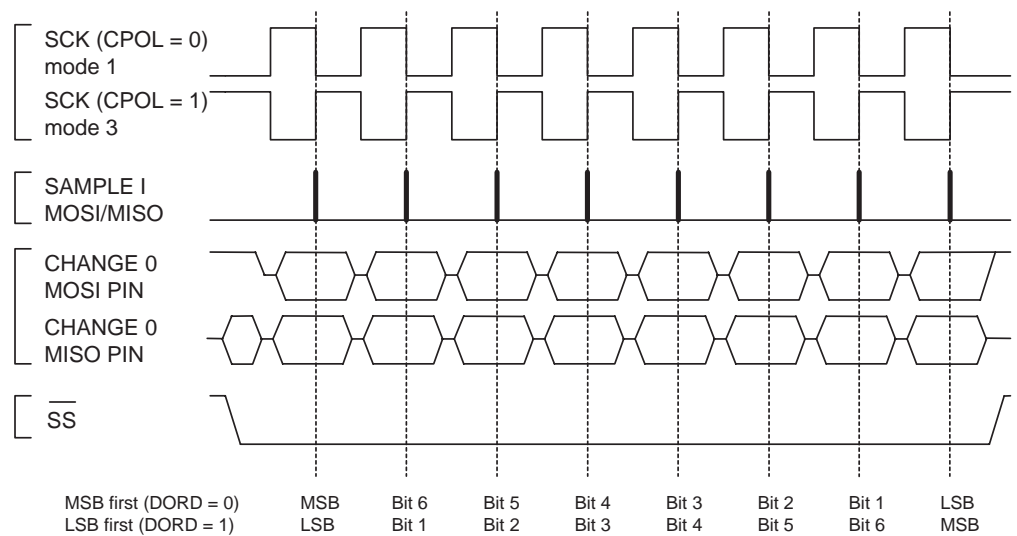 SCK (CPOL = 0)
mode 1
SCK (CPOL = 1)
mode 3
SAMPLE I
MOSI/MISO
CHANGE 0
MOSI PIN
CHANGE 0
MISO PIN
SS
MSB first (DORD = 0) MSB Bit 6 Bit 5 Bit 4 Bit 3 Bit 2 Bit 1 LSB
LSB first (DORD = 1) LSB Bit 1 Bit 2 Bit 3 Bit 4 Bit 5 Bit 6 MSB